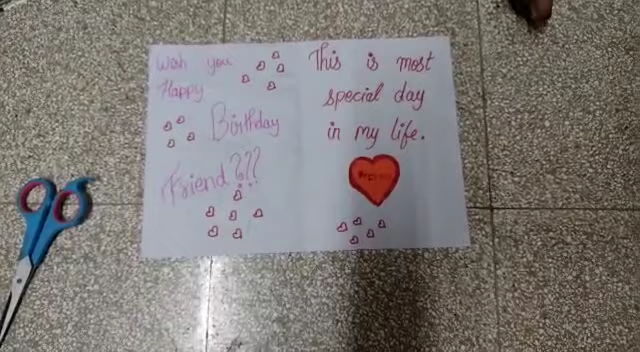 Wish you
Happy
Birthday
Friend???
This is most
special day
in my life.